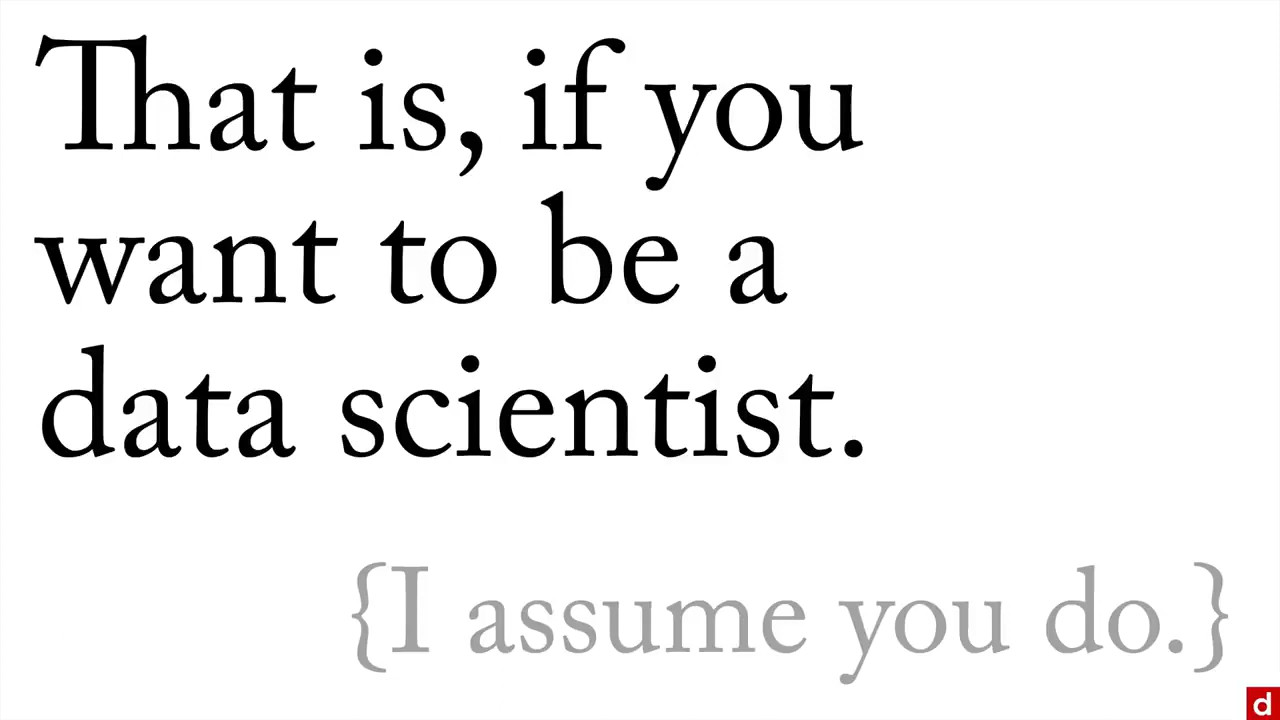 That is, if you
want to be a
data scientist.
{I assume you do.}
d